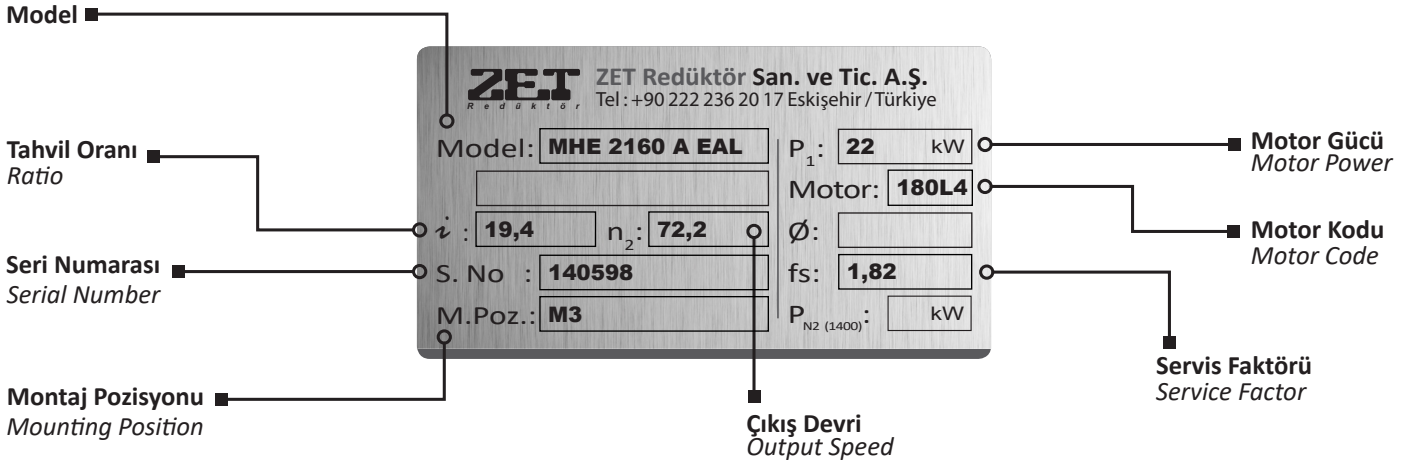 Model
ZET
Redüktör
ZET Redüktör San. ve Tic. A.Ş.
Tel : +90 222 236 20 17 Eskişehir / Türkiye
Model: MHE 2160 A EAL
P1: 22 kW
Motor Gücü
Motor Power
Tahvil Oranı
Ratio
Motor: 180L4
i : 19,4
n2: 72,2
Ø:
Motor Kodu
Motor Code
Seri Numarası
Serial Number
S. No : 140598
fs: 1,82
M.Poz.: M3
PN2 (1400): kW
Servis Faktörü
Service Factor
Montaj Pozisyonu
Mounting Position
Çıkış Devri
Output Speed